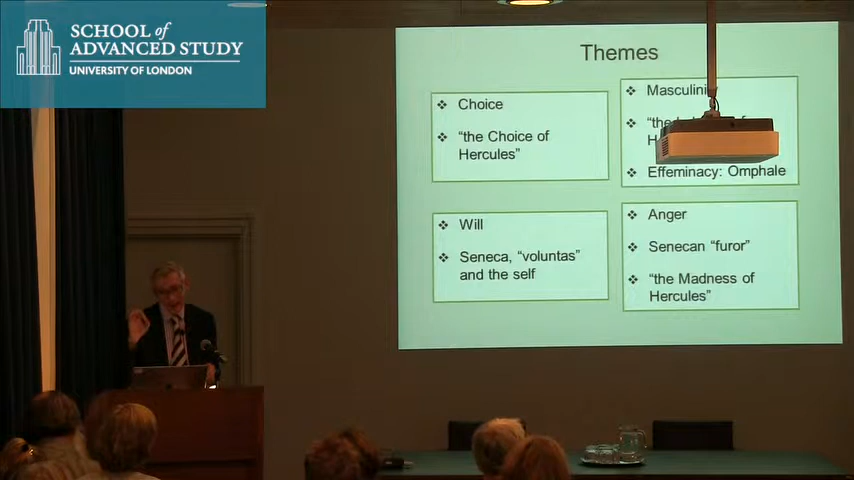 SCHOOL of
ADVANCED STUDY
UNIVERSITY OF LONDON
Themes
Choice
"the Choice of
Hercules"
"the
Effeminacy: Omphale
Will
Seneca, "voluntas"
and the self
Anger
Senecan "furor"
"the Madness of
Hercules"